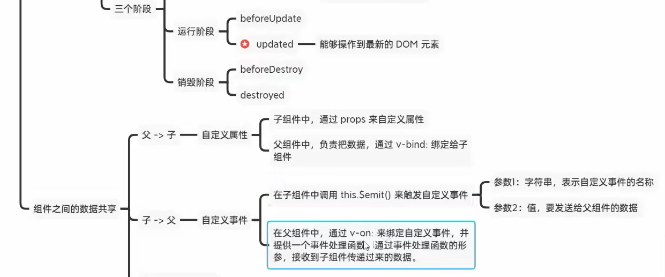 三个阶段
beforeUpdate
运行阶段
updated
能够操作到最新的 DOM 元素
beforeDestroy
销毁阶段
destroyed
子组件中，通过 props 来自定义属性
父 -> 子
自定义属性
父组件中，负责把数据，通过 v-bind: 绑定给子
组件
组件之间的数据共享
在子组件中调用 this.$emit() 来触发自定义事件
参数1：字符串，表示自定义事件的名称
参数2：值，要发送给父组件的数据
子 -> 父
自定义事件
在父组件中，通过 v-on: 来绑定自定义事件，并
提供一个事件处理函数。通过事件处理函数的形
参，接收到子组件传递过来的数据。